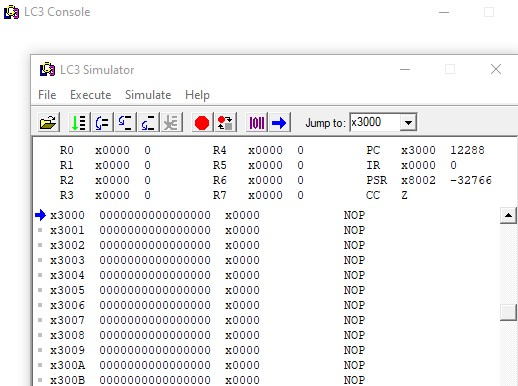 LC3 Console
LC3 Simulator
File Execute Simulate Help
Jump to: x3000
R0 x0000 0 R4 x0000 0 PC x3000 12288
R1 x0000 0 R5 x0000 0 IR x0000 0
R2 x0000 0 R6 x0000 0 PSR x8002 -32766
R3 x0000 0 R7 x0000 0 CC Z
x3000 0000000000000000 x0000 NOP
x3001 0000000000000000 x0000 NOP
x3002 0000000000000000 x0000 NOP
x3003 0000000000000000 x0000 NOP
x3004 0000000000000000 x0000 NOP
x3005 0000000000000000 x0000 NOP
x3006 0000000000000000 x0000 NOP
x3007 0000000000000000 x0000 NOP
x3008 0000000000000000 x0000 NOP
x3009 0000000000000000 x0000 NOP
x300A 0000000000000000 x0000 NOP
x300B 0000000000000000 x0000 NOP